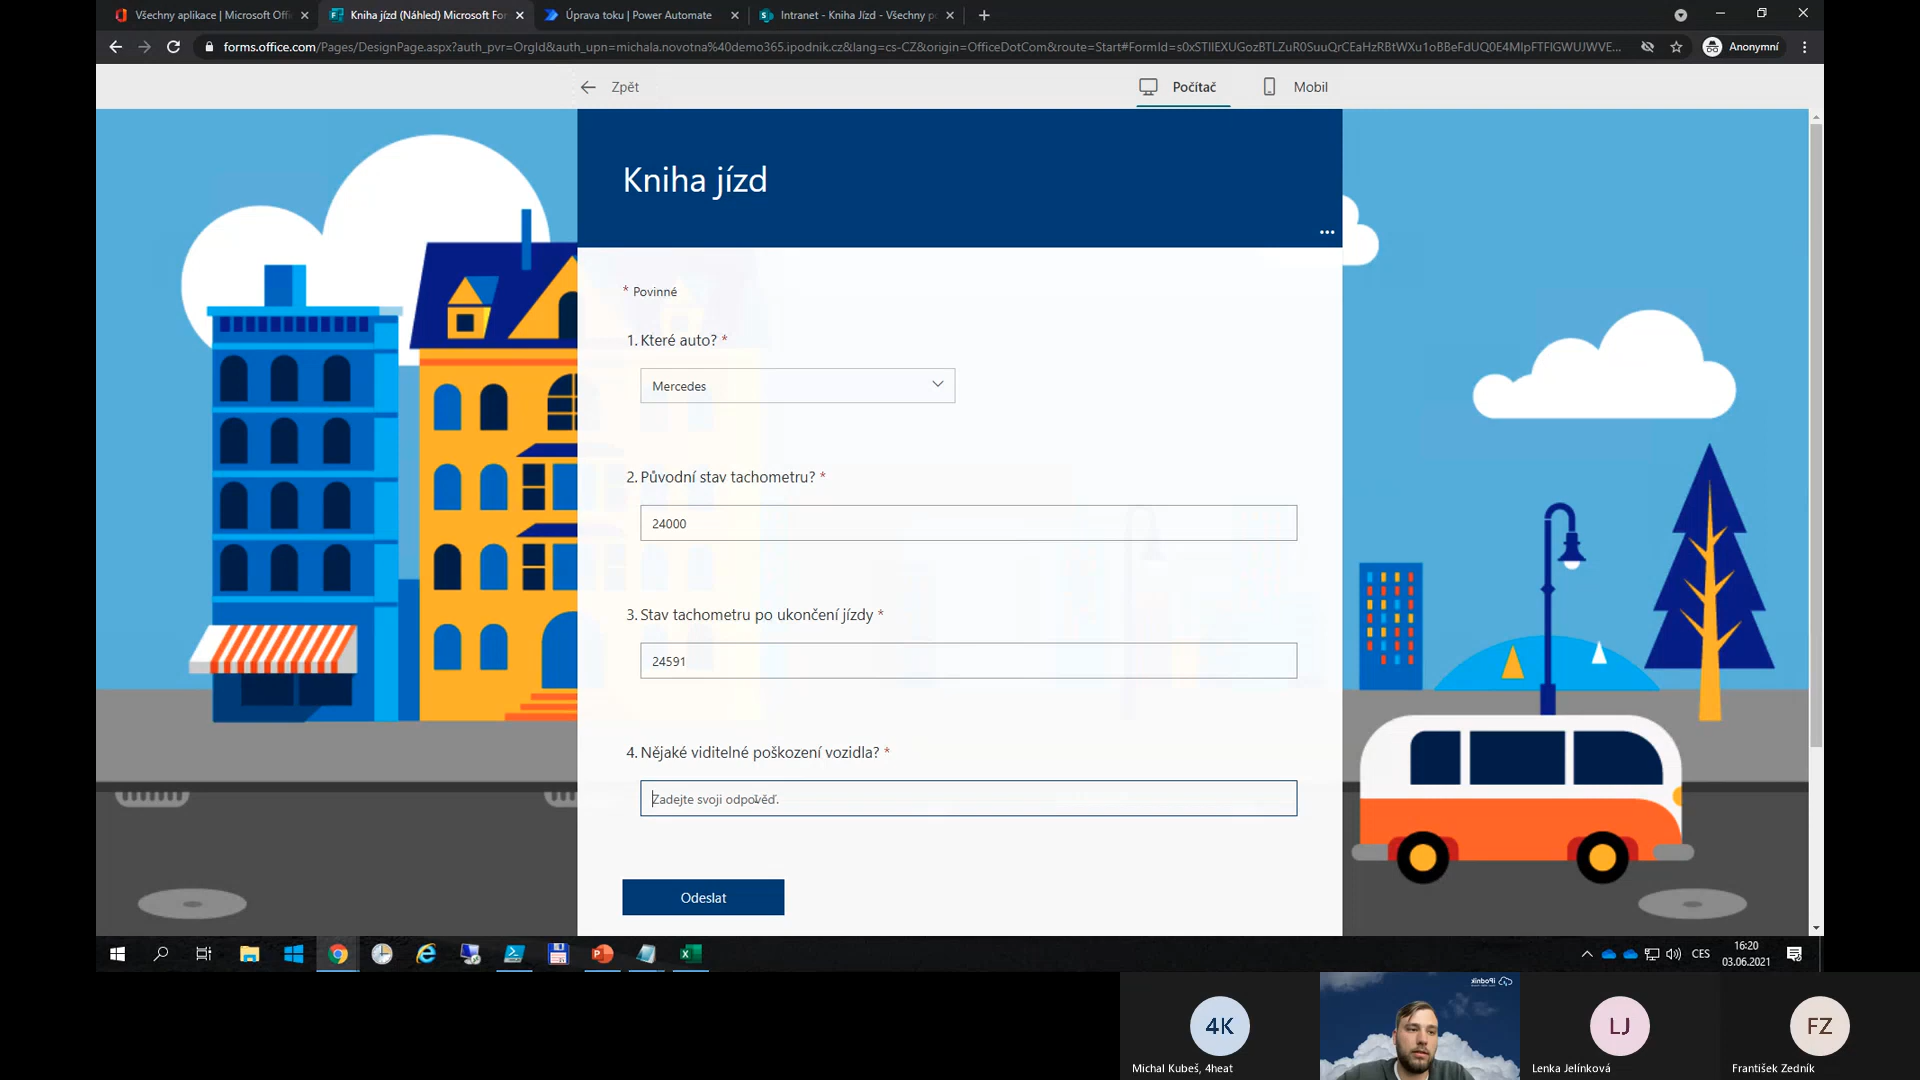 Všechny aplikace | Microsoft Offi
Kniha jízd (Náhled) Microsoft For
Úprava toku | Power Automate
Intranet - Kniha Jízd - Všechny po
forms.office.com/Pages/DesignPage.aspx?auth_pvr=OrgId&auth_upn=michala.novotna%40demo365.ipodnik.cz&lang=cs-CZ&origin=OfficeDotCom&route=Start#FormId=
Anonymní
Zpět
Počítač
Mobil
Kniha jízd
* Povinné
1. Které auto? *
Mercedes
2. Původní stav tachometru? *
24000
3. Stav tachometru po ukončení jízdy *
24591
4. Nějaké viditelné poškození vozidla? *
Zadejte svoji odpověď.
Odeslat
CES
16:20
03.06.2021
iPodnik
4K
LJ
FZ
Michal Kubeš, 4heat
Lenka Jelínková
František Zedník